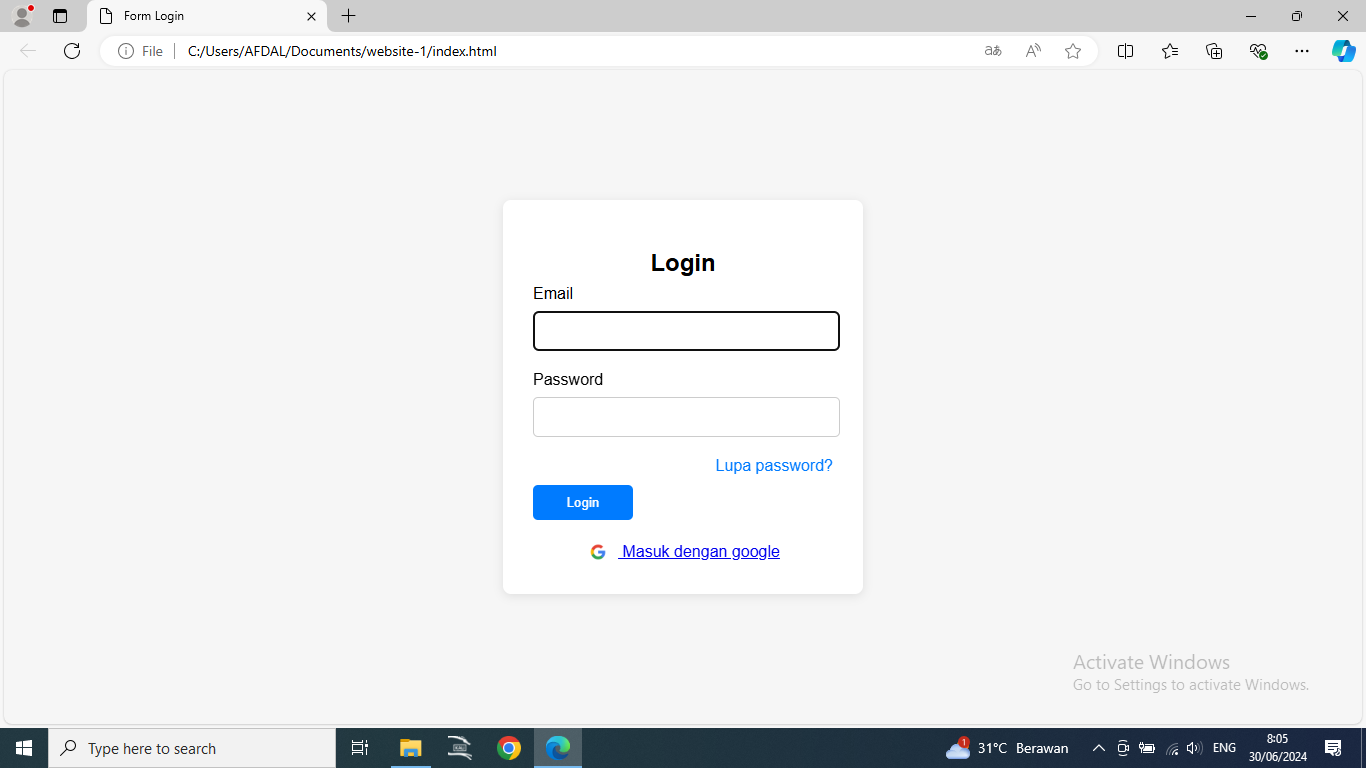 Form Login
File C:/Users/AFDAL/Documents/website-1/index.html
Login
Email
Password
Lupa password?
Login
Masuk dengan google
Activate Windows
Go to Settings to activate Windows.
Type here to search
1
31°C Berawan
ENG
8:05
30/06/2024